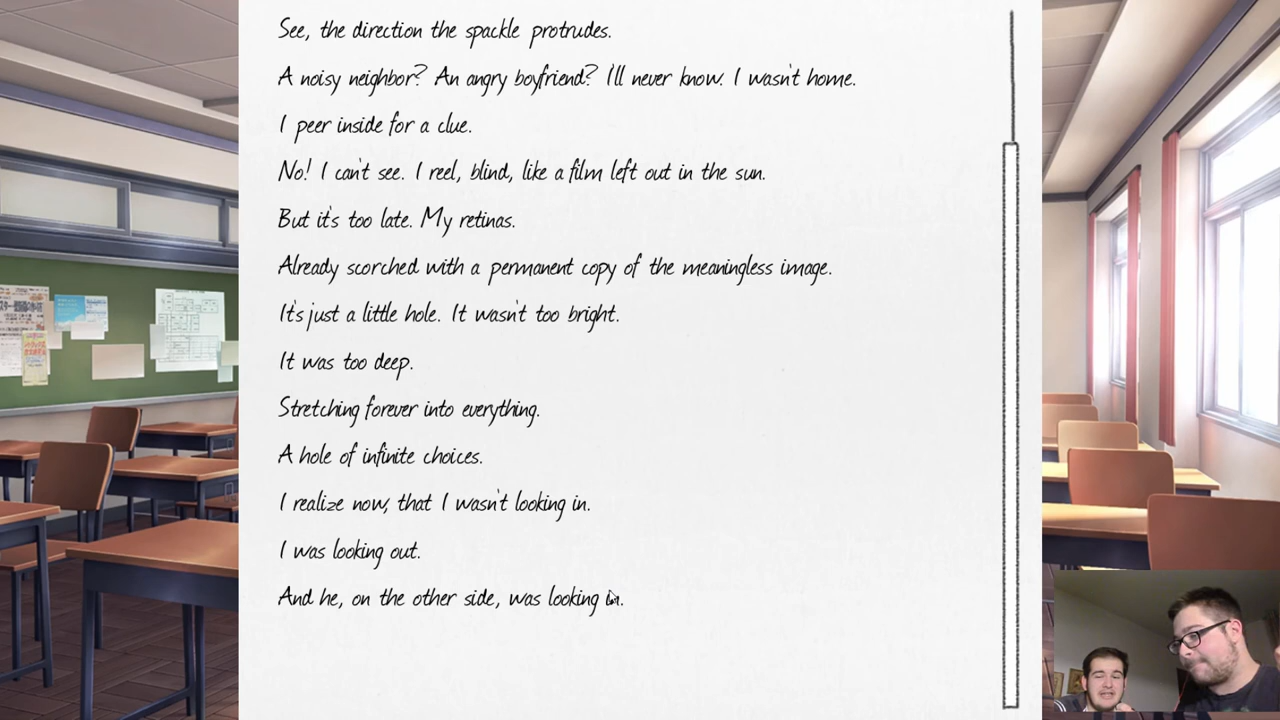 See, the direction the spackle protrudes.
A noisy neighbor? An angry boyfriend? I'll never know. I wasn't home.
I peer inside for a clue.
No! I can't see. I reel, blind, like a film left out in the sun.
But it's too late. My retinas.
Already scorched with a permanent copy of the meaningless image.
It's just a little hole. It wasn't too bright.
It was too deep.
Stretching forever into everything.
A hole of infinite choices.
I realize now, that I wasn't looking in.
I was looking out.
And he, on the other side, was looking in.